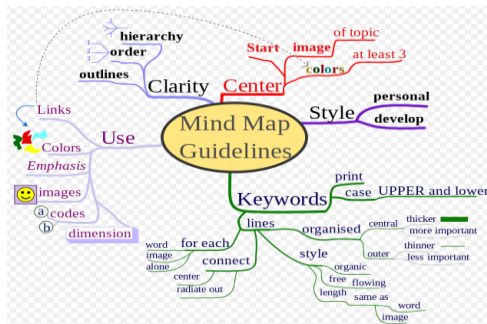 Mind Map
Guidelines
Center
Start
image
of topic
colors
at least 3
Style
personal
develop
Keywords
print
case
UPPER and lower
lines
organised
central
thicker
more important
outer
thinner
less important
style
organic
free
flowing
length
same as
word
image
connect
center
radiate out
for each
word
image
alone
Use
Links
Colors
Emphasis
images
a
codes
b
dimension
Clarity
hierarchy
1
2
3
order
outlines